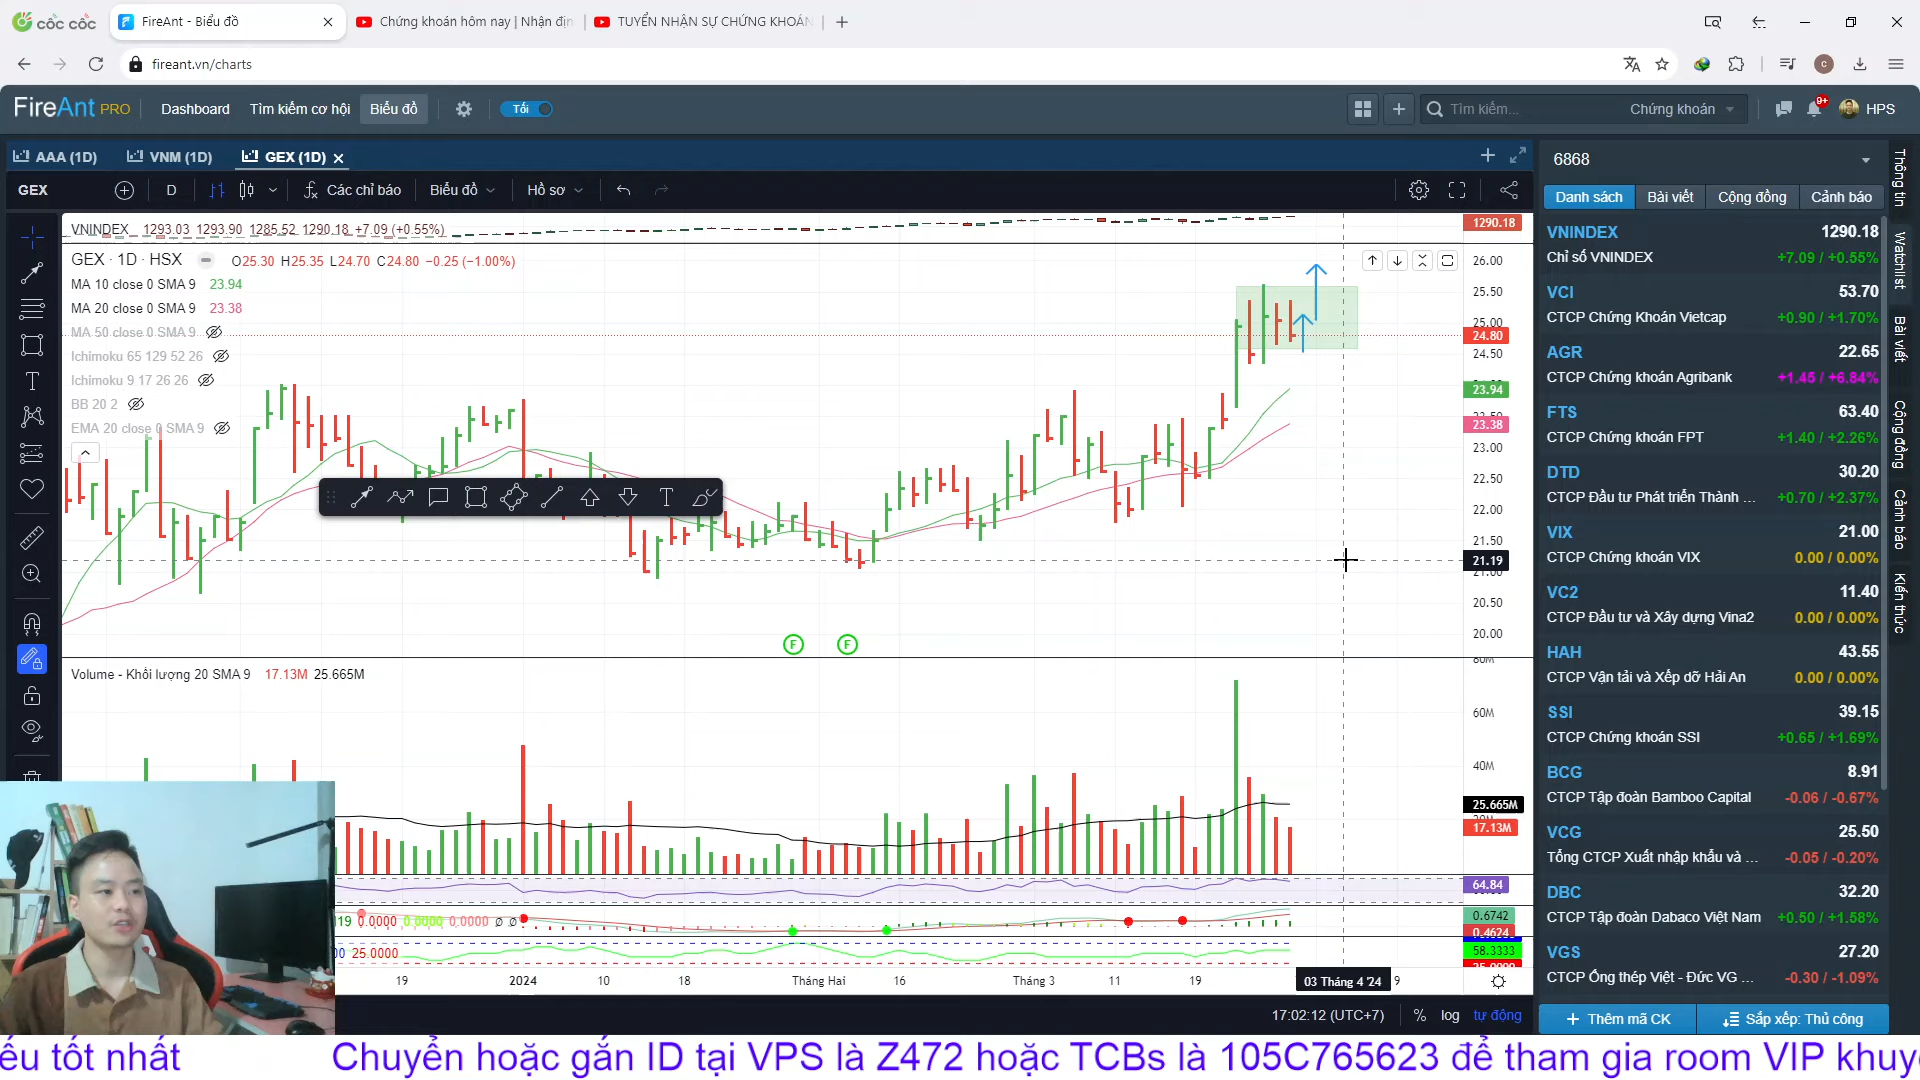 cốc cốc
FireAnt - Biểu đồ
Chứng khoán hôm nay | Nhận địn
TUYỂN NHÂN SỰ CHỨNG KHOÁN
fireant.vn/charts
FireAnt PRO
Dashboard
Tìm kiếm cơ hội
Biểu đồ
Tối
Tìm kiếm...
Chứng khoán
9+
HPS
AAA (1D)
VNM (1D)
GEX (1D)
GEX
D
Các chỉ báo
Biểu đồ
Hồ sơ
VNINDEX 1293.03 1293.90 1285.52 1290.18 +7.09 (+0.55%)
GEX · 1D · HSX O25.30 H25.35 L24.70 C24.80 −0.25 (−1.00%)
MA 10 close 0 SMA 9 23.94
MA 20 close 0 SMA 9 23.38
MA 50 close 0 SMA 9
Ichimoku 65 129 52 26
Ichimoku 9 17 26 26
BB 20 2
EMA 20 close 0 SMA 9
1290.18
26.00
25.50
25.00
24.80
24.50
23.94
23.38
23.00
22.50
22.00
21.50
21.19
21.00
20.50
20.00
F
F
Volume - Khối lượng 20 SMA 9 17.13M 25.665M
80M
60M
40M
25.665M
17.13M
64.84
19 0.0000 0.0000 0.0000 ∅ ∅
0.6742
0.4624
00 25.0000
58.3333
25.0000
19
2024
10
18
Tháng Hai
16
Tháng 3
11
19
03 Tháng 4 '24
9
17:02:12 (UTC+7)
%
log
tự động
6868
Danh sách
Bài viết
Cộng đồng
Cảnh báo
VNINDEX 1290.18
Chỉ số VNINDEX +7.09 / +0.55%
VCI 53.70
CTCP Chứng Khoán Vietcap +0.90 / +1.70%
AGR 22.65
CTCP Chứng khoán Agribank +1.45 / +6.84%
FTS 63.40
CTCP Chứng khoán FPT +1.40 / +2.26%
DTD 30.20
CTCP Đầu tư Phát triển Thành ... +0.70 / +2.37%
VIX 21.00
CTCP Chứng khoán VIX 0.00 / 0.00%
VC2 11.40
CTCP Đầu tư và Xây dựng Vina2 0.00 / 0.00%
HAH 43.55
CTCP Vận tải và Xếp dỡ Hải An 0.00 / 0.00%
SSI 39.15
CTCP Chứng khoán SSI +0.65 / +1.69%
BCG 8.91
CTCP Tập đoàn Bamboo Capital -0.06 / -0.67%
VCG 25.50
Tổng CTCP Xuất nhập khẩu và ... -0.05 / -0.20%
DBC 32.20
CTCP Tập đoàn Dabaco Việt Nam +0.50 / +1.58%
VGS 27.20
CTCP Ống thép Việt - Đức VG ... -0.30 / -1.09%
Thêm mã CK
Sắp xếp: Thủ công
Thông tin
Watchlist
Bài viết
Cộng đồng
Cảnh báo
Kiến thức
ếu tốt nhất
Chuyển hoặc gắn ID tại VPS là Z472 hoặc TCBs là 105C765623 để tham gia room VIP khuy